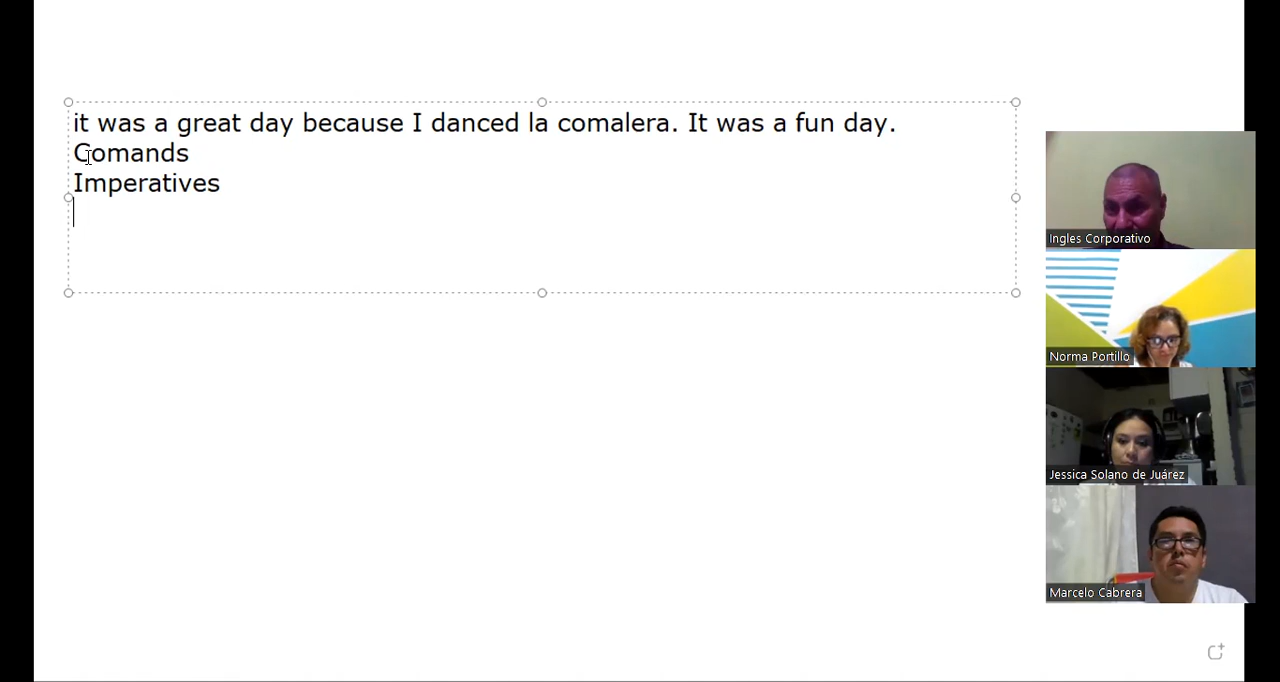 it was a great day because I danced la comalera. It was a fun day.
Comands
Imperatives
Ingles Corporativo
Norma Portillo
Jessica Solano de Juárez
Marcelo Cabrera